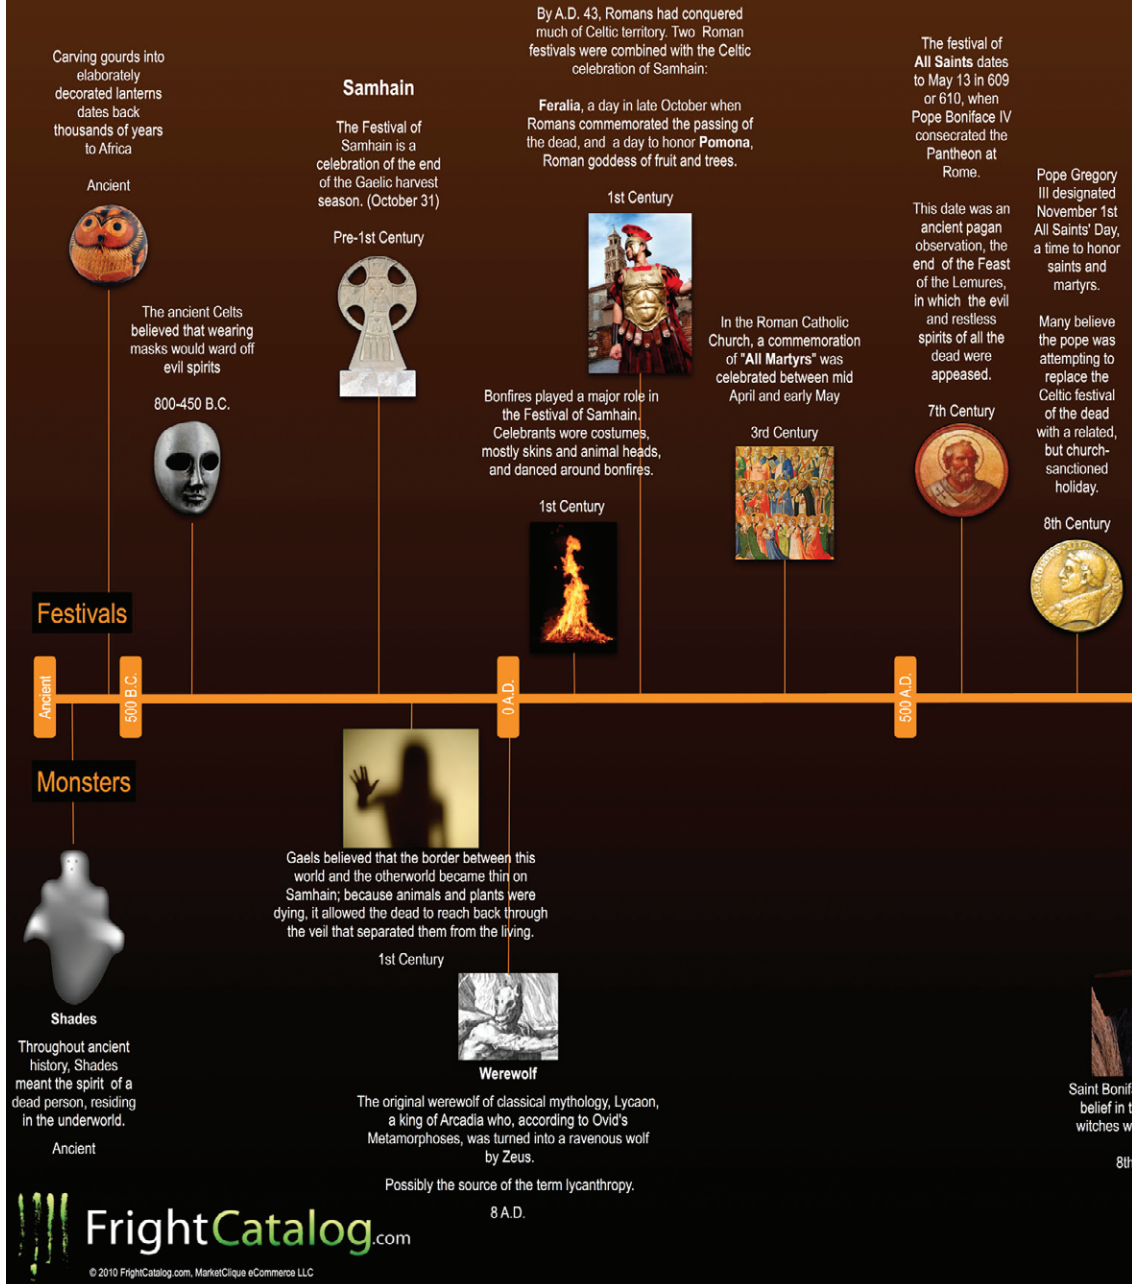 Carving gourds into
elaborately
decorated lanterns
dates back
thousands of years
to Africa
Ancient
The ancient Celts
believed that wearing
masks would ward off
evil spirits
800-450 B.C.
Samhain
The Festival of
Samhain is a
celebration of the end
of the Gaelic harvest
season. (October 31)
Pre-1st Century
By A.D. 43, Romans had conquered
much of Celtic territory. Two Roman
festivals were combined with the Celtic
celebration of Samhain:
Feralia, a day in late October when
Romans commemorated the passing of
the dead, and a day to honor Pomona,
Roman goddess of fruit and trees.
1st Century
Bonfires played a major role in
the Festival of Samhain.
Celebrants wore costumes,
mostly skins and animal heads,
and danced around bonfires.
1st Century
In the Roman Catholic
Church, a commemoration
of "All Martyrs" was
celebrated between mid
April and early May
3rd Century
The festival of
All Saints dates
to May 13 in 609
or 610, when
Pope Boniface IV
consecrated the
Pantheon at
Rome.
This date was an
ancient pagan
observation, the
end of the Feast
of the Lemures,
in which the evil
and restless
spirits of all the
dead were
appeased.
7th Century
Pope Gregory
III designated
November 1st
All Saints' Day,
a time to honor
saints and
martyrs.
Many believe
the pope was
attempting to
replace the
Celtic festival
of the dead
with a related,
but church-
sanctioned
holiday.
8th Century
Festivals
Ancient
500 B.C.
0 A.D.
500 A.D.
Monsters
Shades
Throughout ancient
history, Shades
meant the spirit of a
dead person, residing
in the underworld.
Ancient
Gaels believed that the border between this
world and the otherworld became thin on
Samhain; because animals and plants were
dying, it allowed the dead to reach back through
the veil that separated them from the living.
1st Century
Werewolf
The original werewolf of classical mythology, Lycaon,
a king of Arcadia who, according to Ovid's
Metamorphoses, was turned into a ravenous wolf
by Zeus.
Possibly the source of the term lycanthropy.
8 A.D.
Saint Bonif
belief in t
witches w
8th
FrightCatalog.com
© 2010 FrightCatalog.com, MarketClique eCommerce LLC